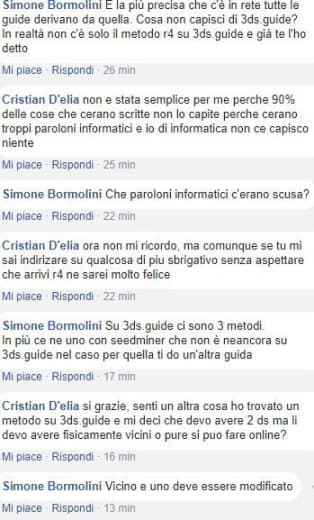 Simone Bormolini È la più precisa che c'è in rete tutte le
guide derivano da quella. Cosa non capisci di 3ds.guide?
In realtà non c'è solo il metodo r4 su 3ds.guide e già te l'ho
detto
Mi piace · Rispondi · 26 min
Cristian D'elia non e stata semplice per me perche 90%
delle cose che cerano scritte non lo capite perche cerano
troppi paroloni informatici e io di informatica non ce capisco
niente
Mi piace · Rispondi · 25 min
Simone Bormolini Che paroloni informatici c'erano scusa?
Mi piace · Rispondi · 22 min
Cristian D'elia ora non mi ricordo, ma comunque se tu mi
sai indirizare su qualcosa di piu sbrigativo senza aspettare
che arrivi r4 ne sarei molto felice
Mi piace · Rispondi · 22 min
Simone Bormolini Su 3ds.guide ci sono 3 metodi.
In più ce ne uno con seedminer che non è neancora su
3ds.guide nel caso per quella ti do un'altra guida
Mi piace · Rispondi · 17 min
Cristian D'elia si grazie, senti un altra cosa ho trovato un
metodo su 3ds.guide e mi deci che devo avere 2 ds ma li
devo avere fisicamente vicini o pure si puo fare online?
Mi piace · Rispondi · 16 min
Simone Bormolini Vicino e uno deve essere modificato
Mi piace · Rispondi · 13 min